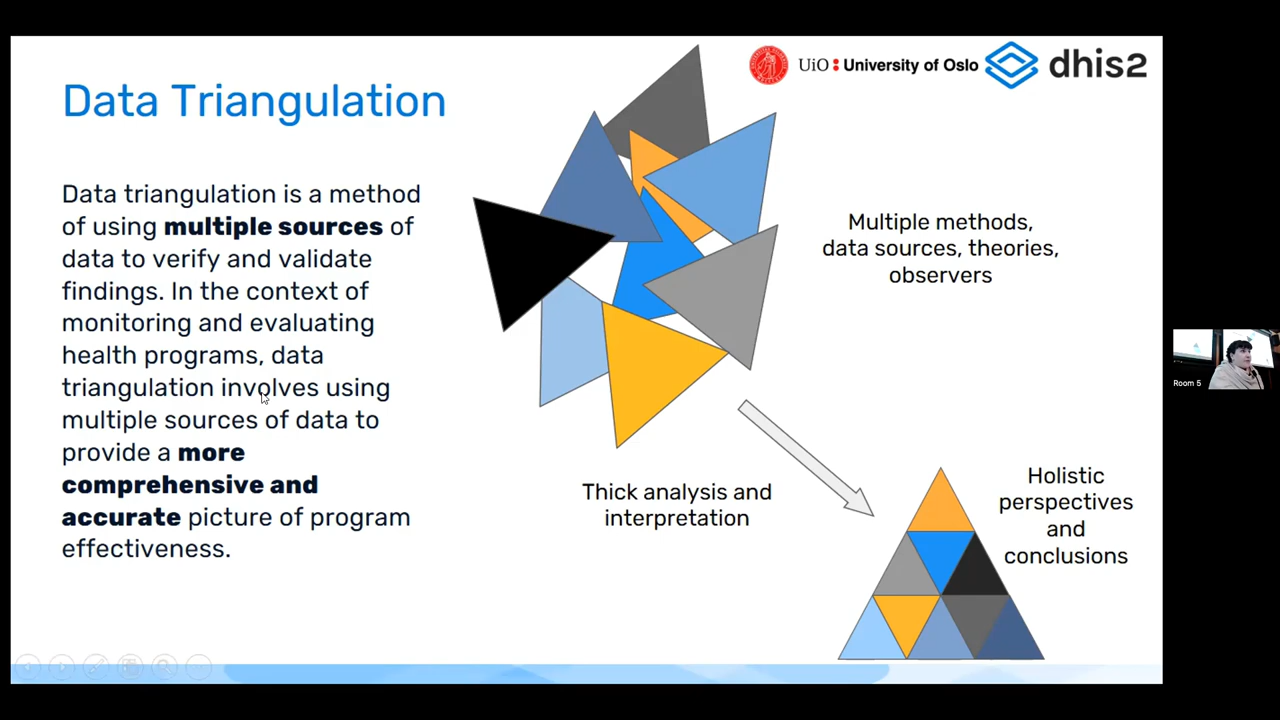 UiO : University of Oslo
dhis2
Data Triangulation
Data triangulation is a method
of using multiple sources of
data to verify and validate
findings. In the context of
monitoring and evaluating
health programs, data
triangulation involves using
multiple sources of data to
provide a more
comprehensive and
accurate picture of program
effectiveness.
Multiple methods,
data sources, theories,
observers
Thick analysis and
interpretation
Holistic
perspectives
and
conclusions
Room 5